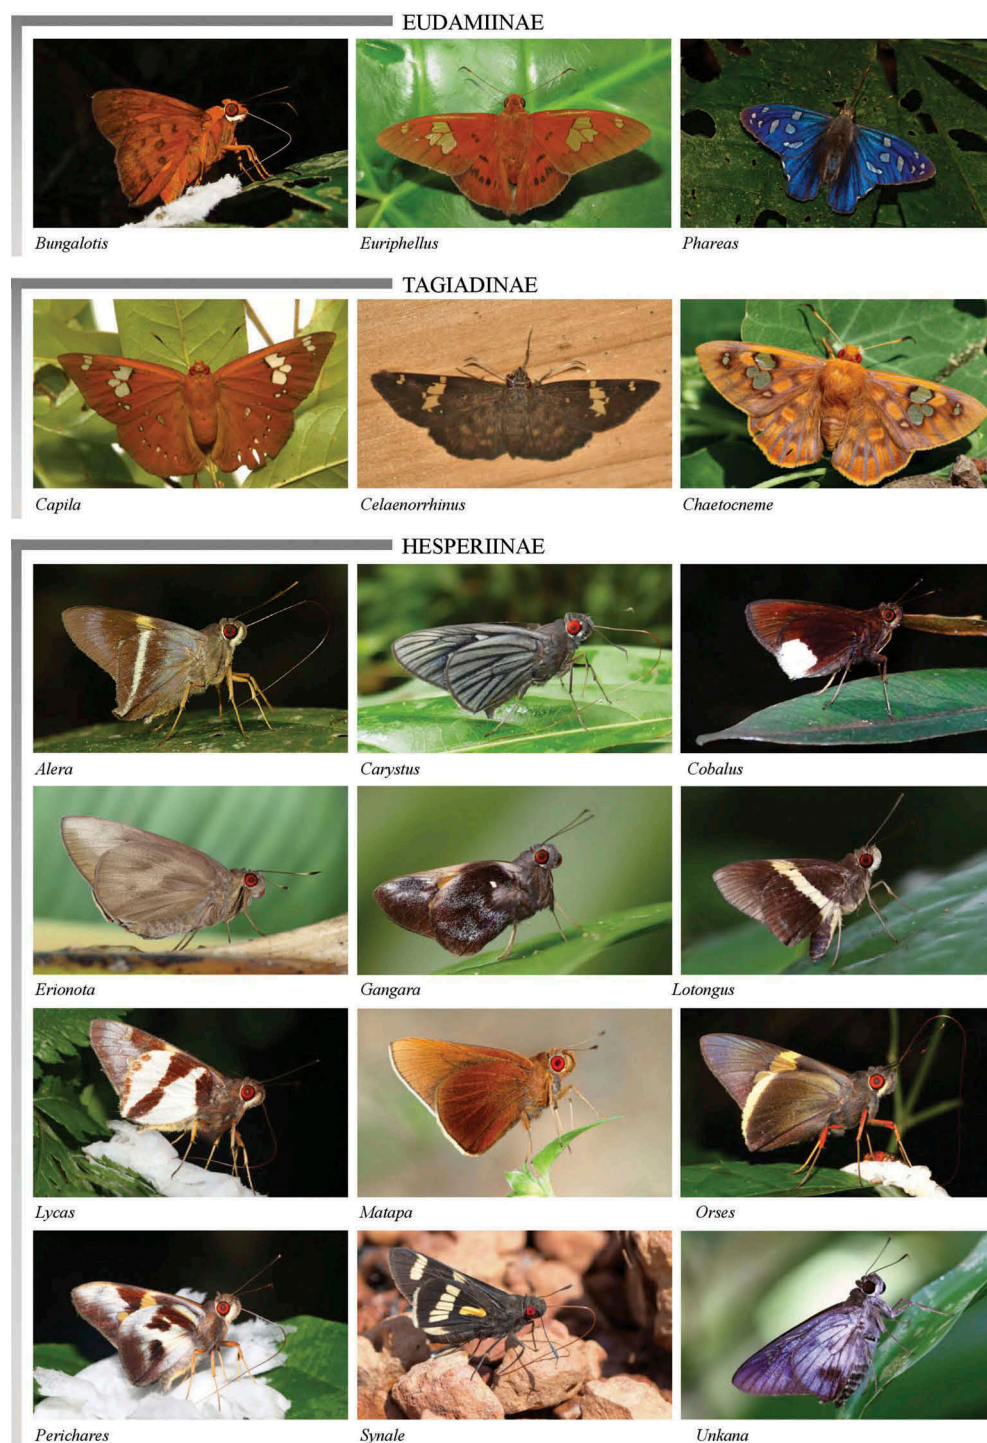 EUDAMIINAE
Bungalotis
Euriphellus
Phareas
TAGIADINAE
Capila
Celaenorrhinus
Chaetocneme
HESPERIINAE
Alera
Carystus
Cobalus
Erionota
Gangara
Lotongus
Lycas
Matapa
Orses
Perichares
Synale
Unkana